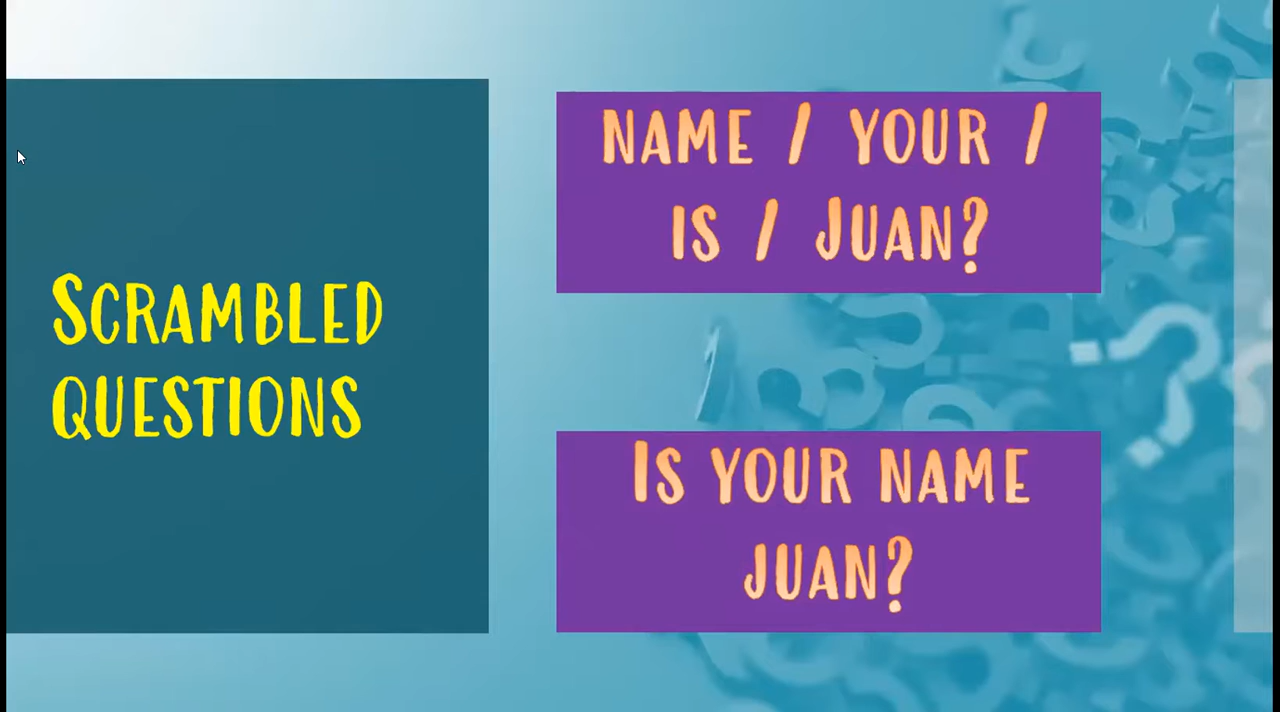 Scrambled
questions
name / your /
is / Juan?
Is your name
juan?